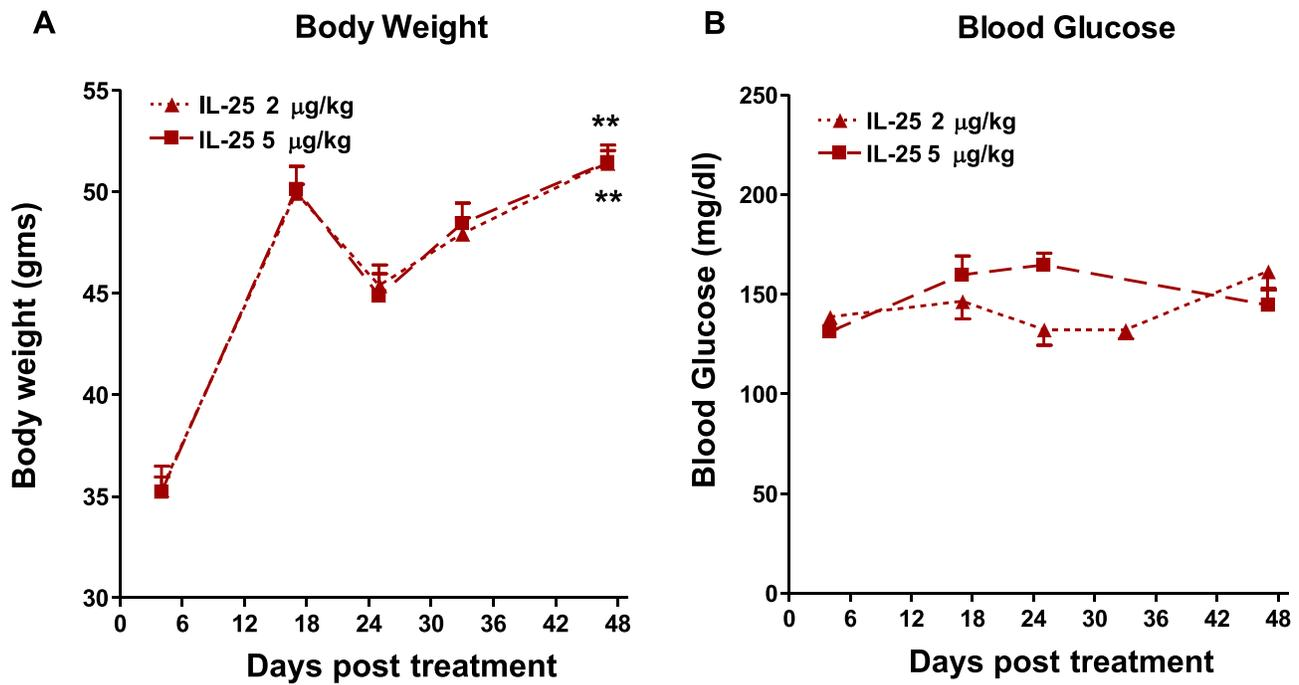 A
Body Weight
55
50
45
40
35
30
Body weight (gms)
IL-25 2 µg/kg
IL-25 5 µg/kg
**
**
0 6 12 18 24 30 36 42 48
Days post treatment
B
Blood Glucose
250
200
150
100
50
0
Blood Glucose (mg/dl)
IL-25 2 µg/kg
IL-25 5 µg/kg
0 6 12 18 24 30 36 42 48
Days post treatment